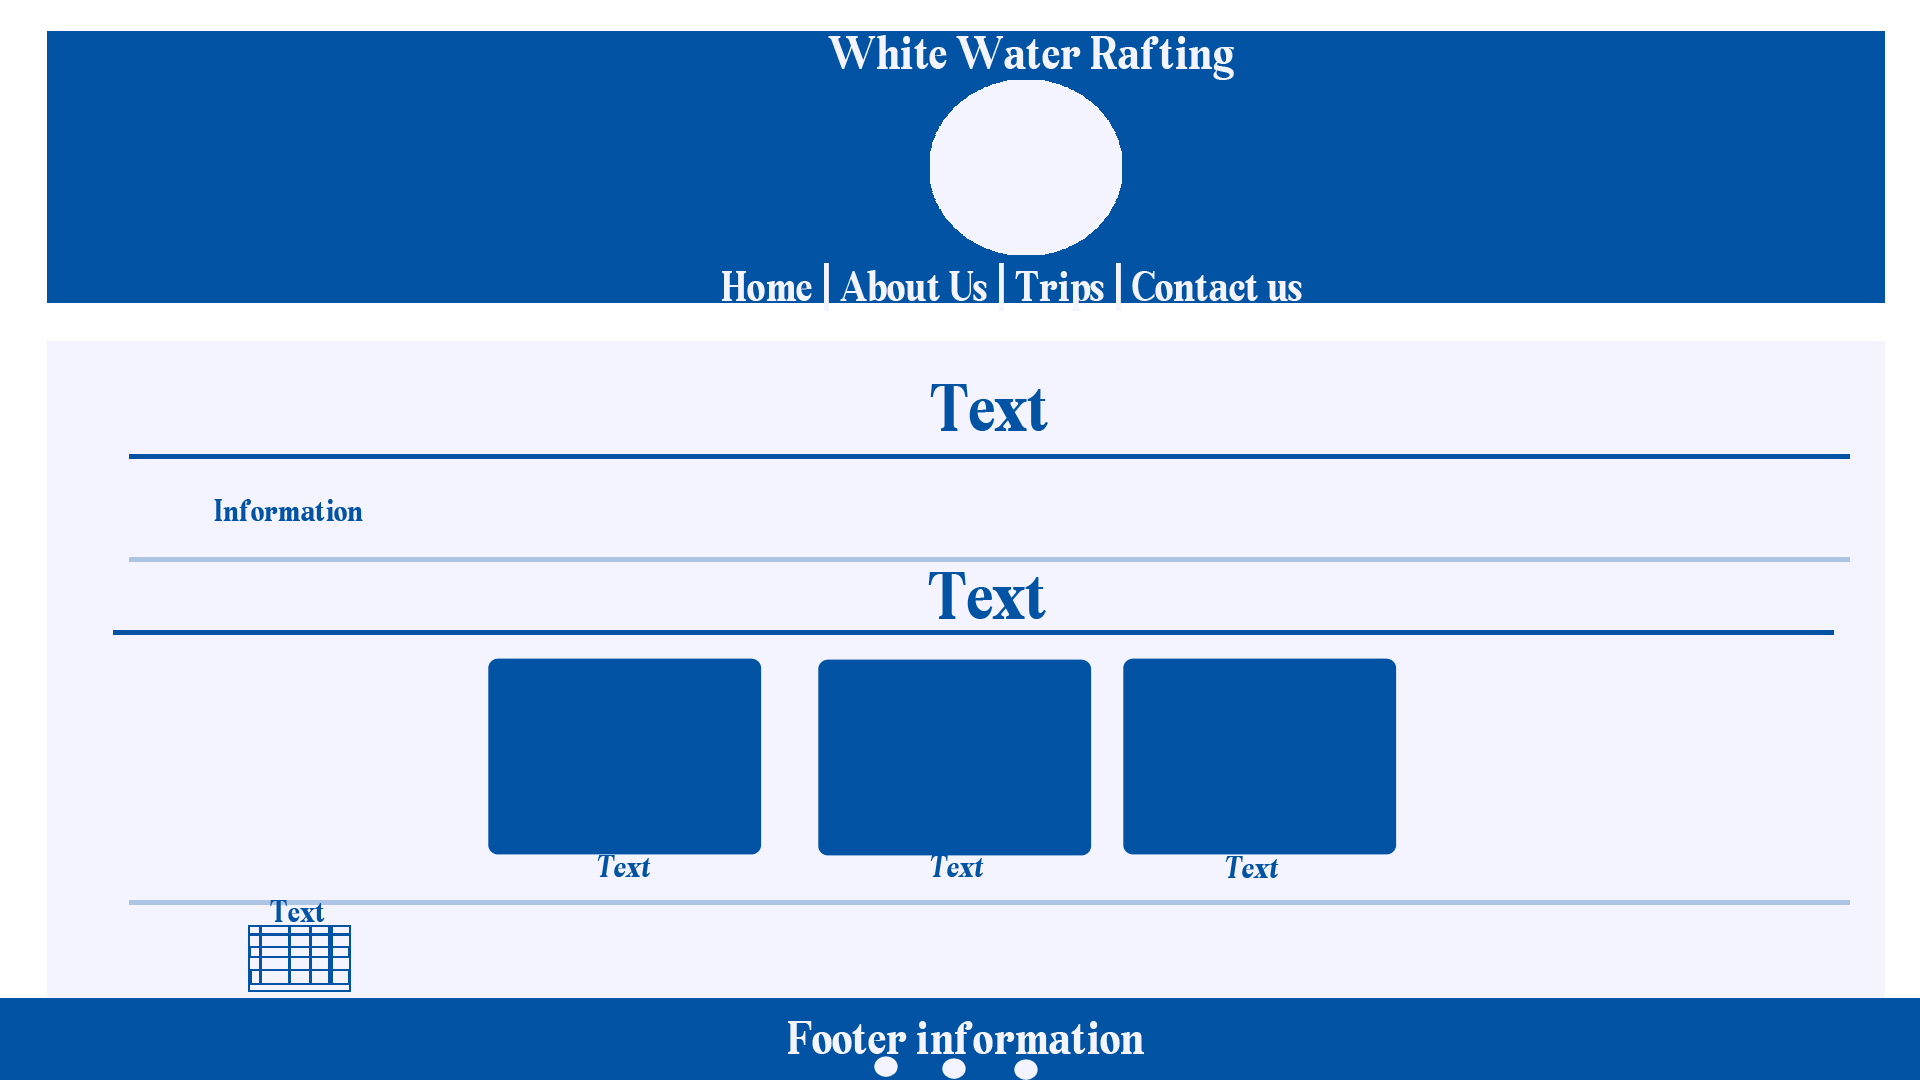 White Water Rafting
Home | About Us | Trips | Contact us
Text
Information
Text
Text Text Text
Text
Footer information